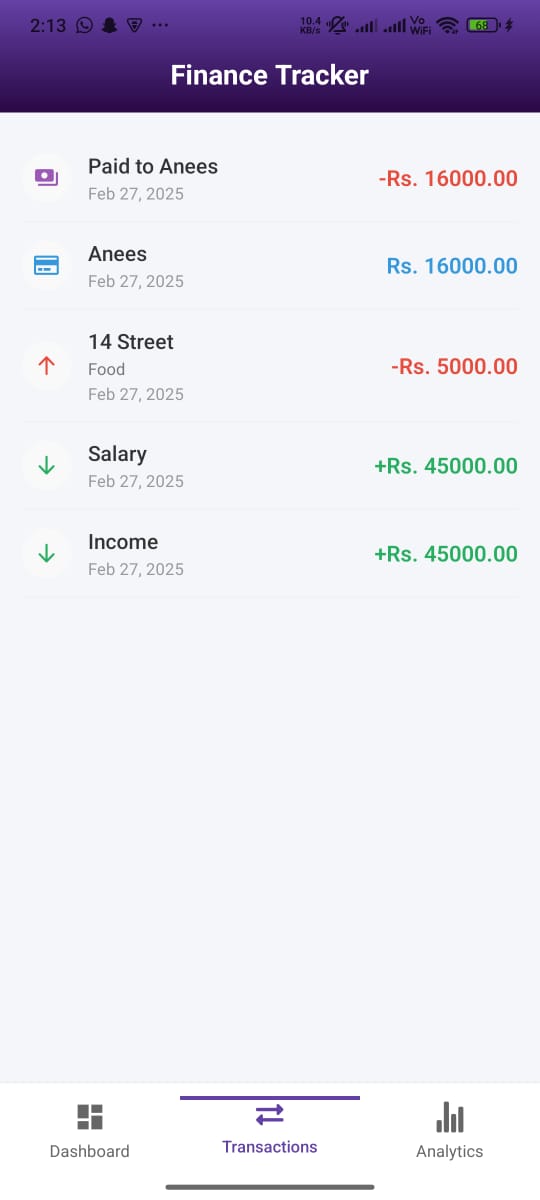 2:13 10.4 KB/s Vo WiFi 68
Finance Tracker
Paid to Anees
-Rs. 16000.00
Feb 27, 2025
Anees
Rs. 16000.00
Feb 27, 2025
14 Street
Food
-Rs. 5000.00
Feb 27, 2025
Salary
+Rs. 45000.00
Feb 27, 2025
Income
+Rs. 45000.00
Feb 27, 2025
Dashboard Transactions Analytics